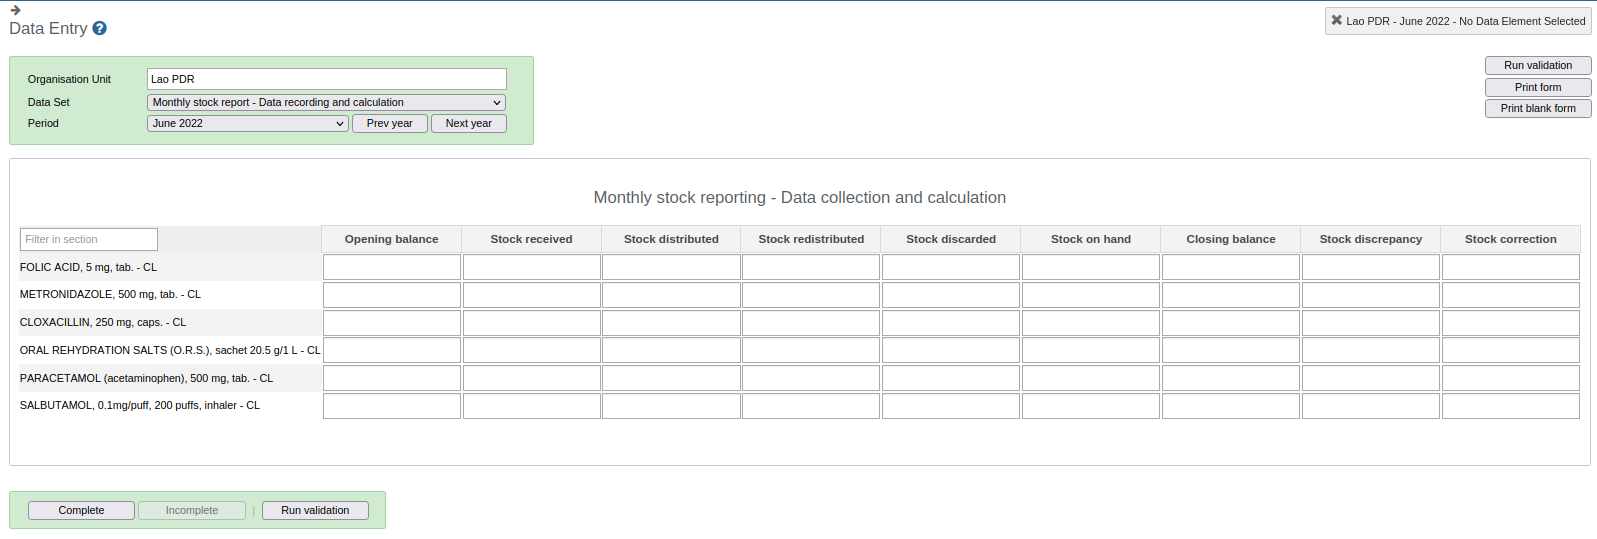 Data Entry ?
Lao PDR - June 2022 - No Data Element Selected
Organisation Unit Lao PDR
Data Set Monthly stock report - Data recording and calculation
Period June 2022 Prev year Next year
Run validation
Print form
Print blank form
Monthly stock reporting - Data collection and calculation
Filter in section Opening balance Stock received Stock distributed Stock redistributed Stock discarded Stock on hand Closing balance Stock discrepancy Stock correction
FOLIC ACID, 5 mg, tab. - CL
METRONIDAZOLE, 500 mg, tab. - CL
CLOXACILLIN, 250 mg, caps. - CL
ORAL REHYDRATION SALTS (O.R.S.), sachet 20.5 g/1 L - CL
PARACETAMOL (acetaminophen), 500 mg, tab. - CL
SALBUTAMOL, 0.1mg/puff, 200 puffs, inhaler - CL
Complete Incomplete | Run validation